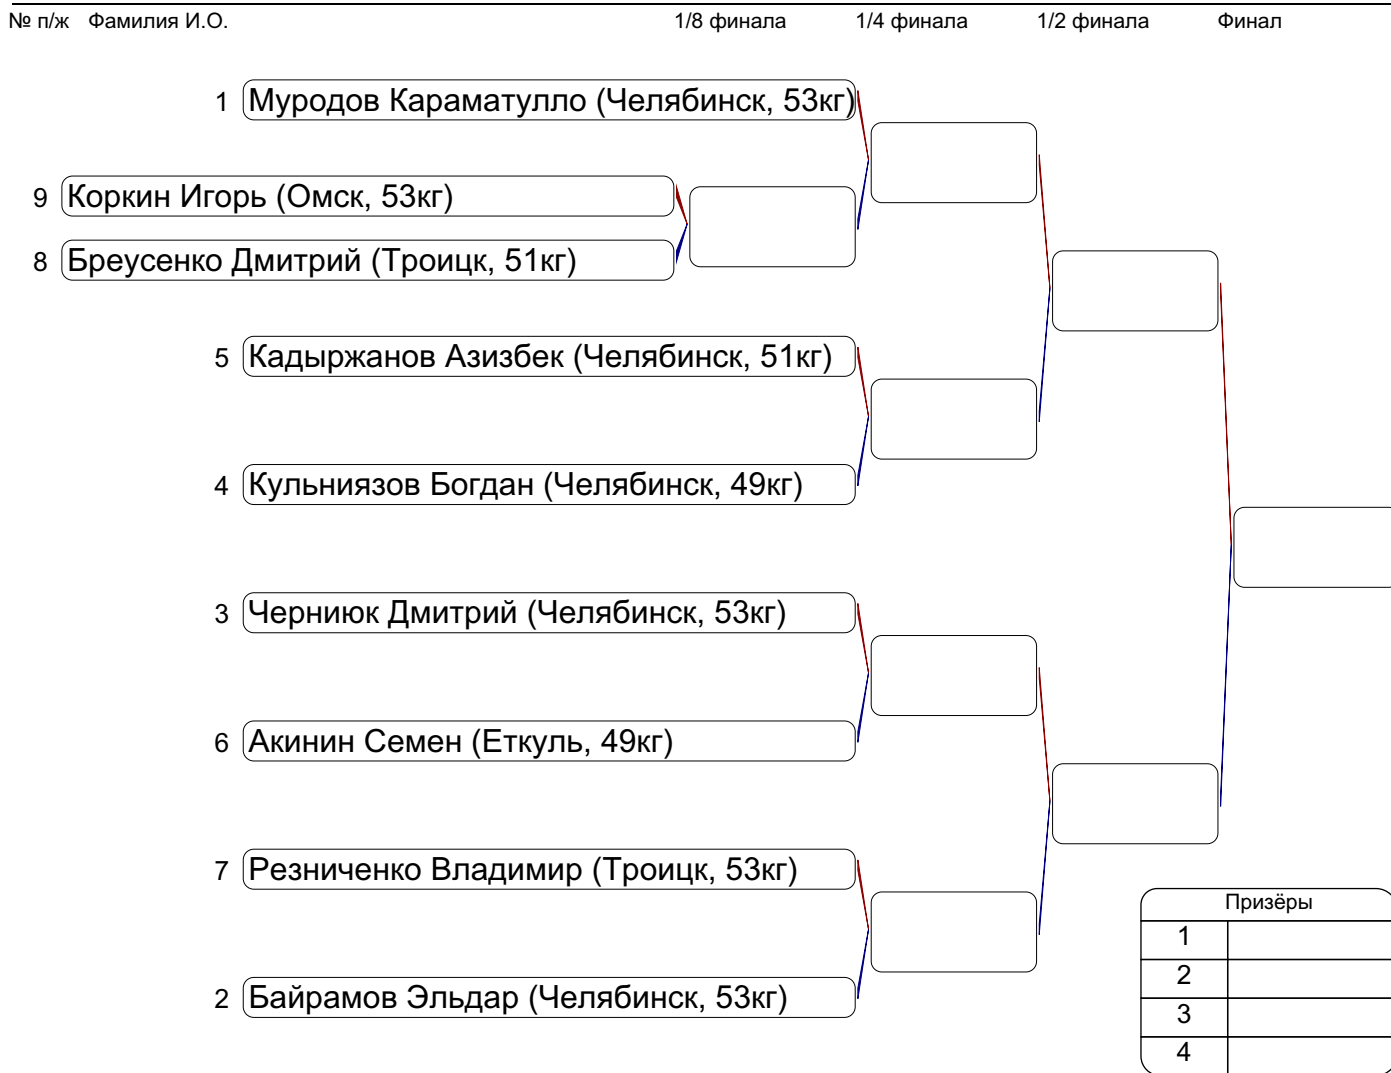 № п/ж Фамилия И.О. 1/8 финала 1/4 финала 1/2 финала Финал
1 Муродов Караматулло (Челябинск, 53кг)
9 Коркин Игорь (Омск, 53кг)
8 Бреусенко Дмитрий (Троицк, 51кг)
5 Кадыржанов Азизбек (Челябинск, 51кг)
4 Кульниязов Богдан (Челябинск, 49кг)
3 Черниюк Дмитрий (Челябинск, 53кг)
6 Акинин Семен (Еткуль, 49кг)
7 Резниченко Владимир (Троицк, 53кг)
2 Байрамов Эльдар (Челябинск, 53кг)
Призёры
1
2
3
4